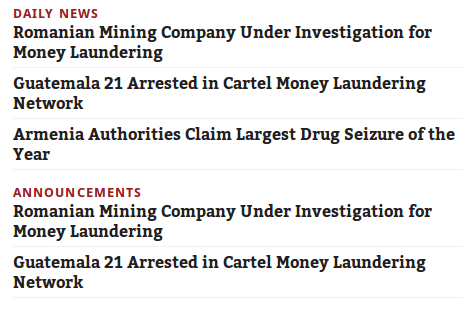 DAILY NEWS
Romanian Mining Company Under Investigation for
Money Laundering
Guatemala 21 Arrested in Cartel Money Laundering
Network
Armenia Authorities Claim Largest Drug Seizure of the
Year
ANNOUNCEMENTS
Romanian Mining Company Under Investigation for
Money Laundering
Guatemala 21 Arrested in Cartel Money Laundering
Network